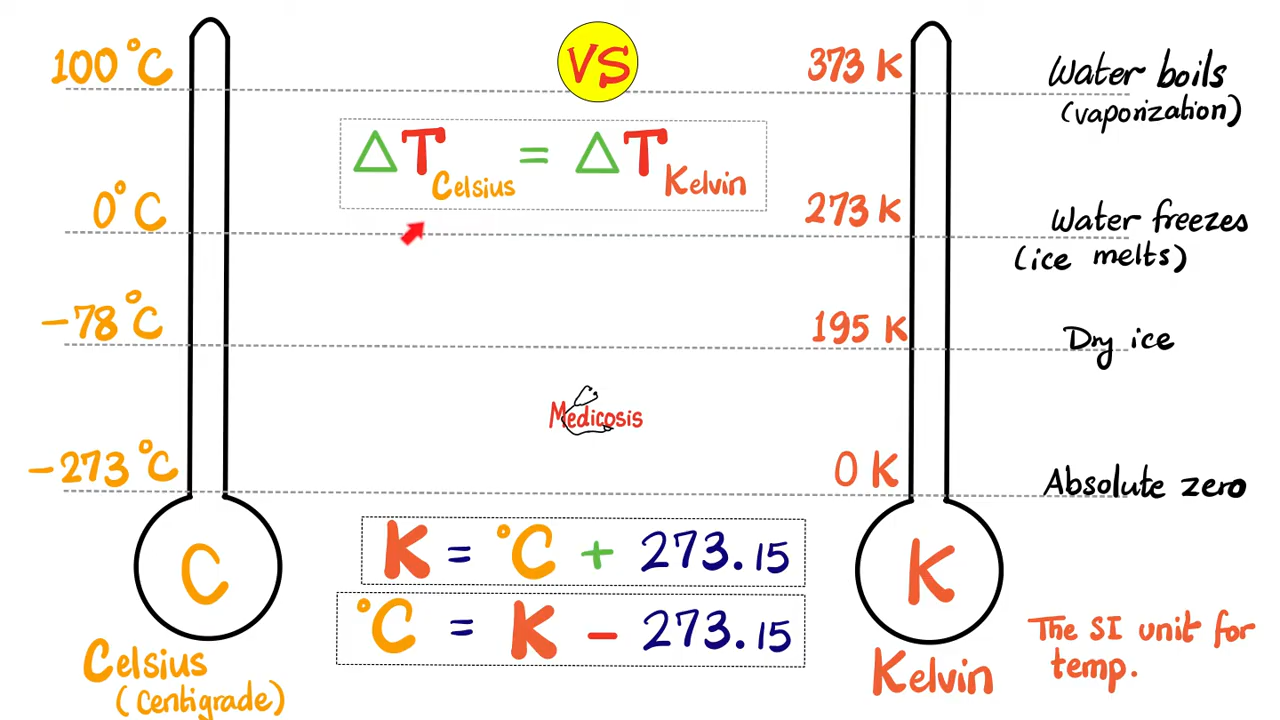 100°C
VS
373 K
Water boils
(vaporization)
ΔT Celsius = ΔT Kelvin
0°C
273 K
Water freezes
(ice melts)
-78°C
195 K
Dry ice
Medicosis
-273°C
0 K
Absolute zero
K = °C + 273.15
C
K
°C = K - 273.15
Celsius
(Centigrade)
Kelvin
The SI unit for
temp.